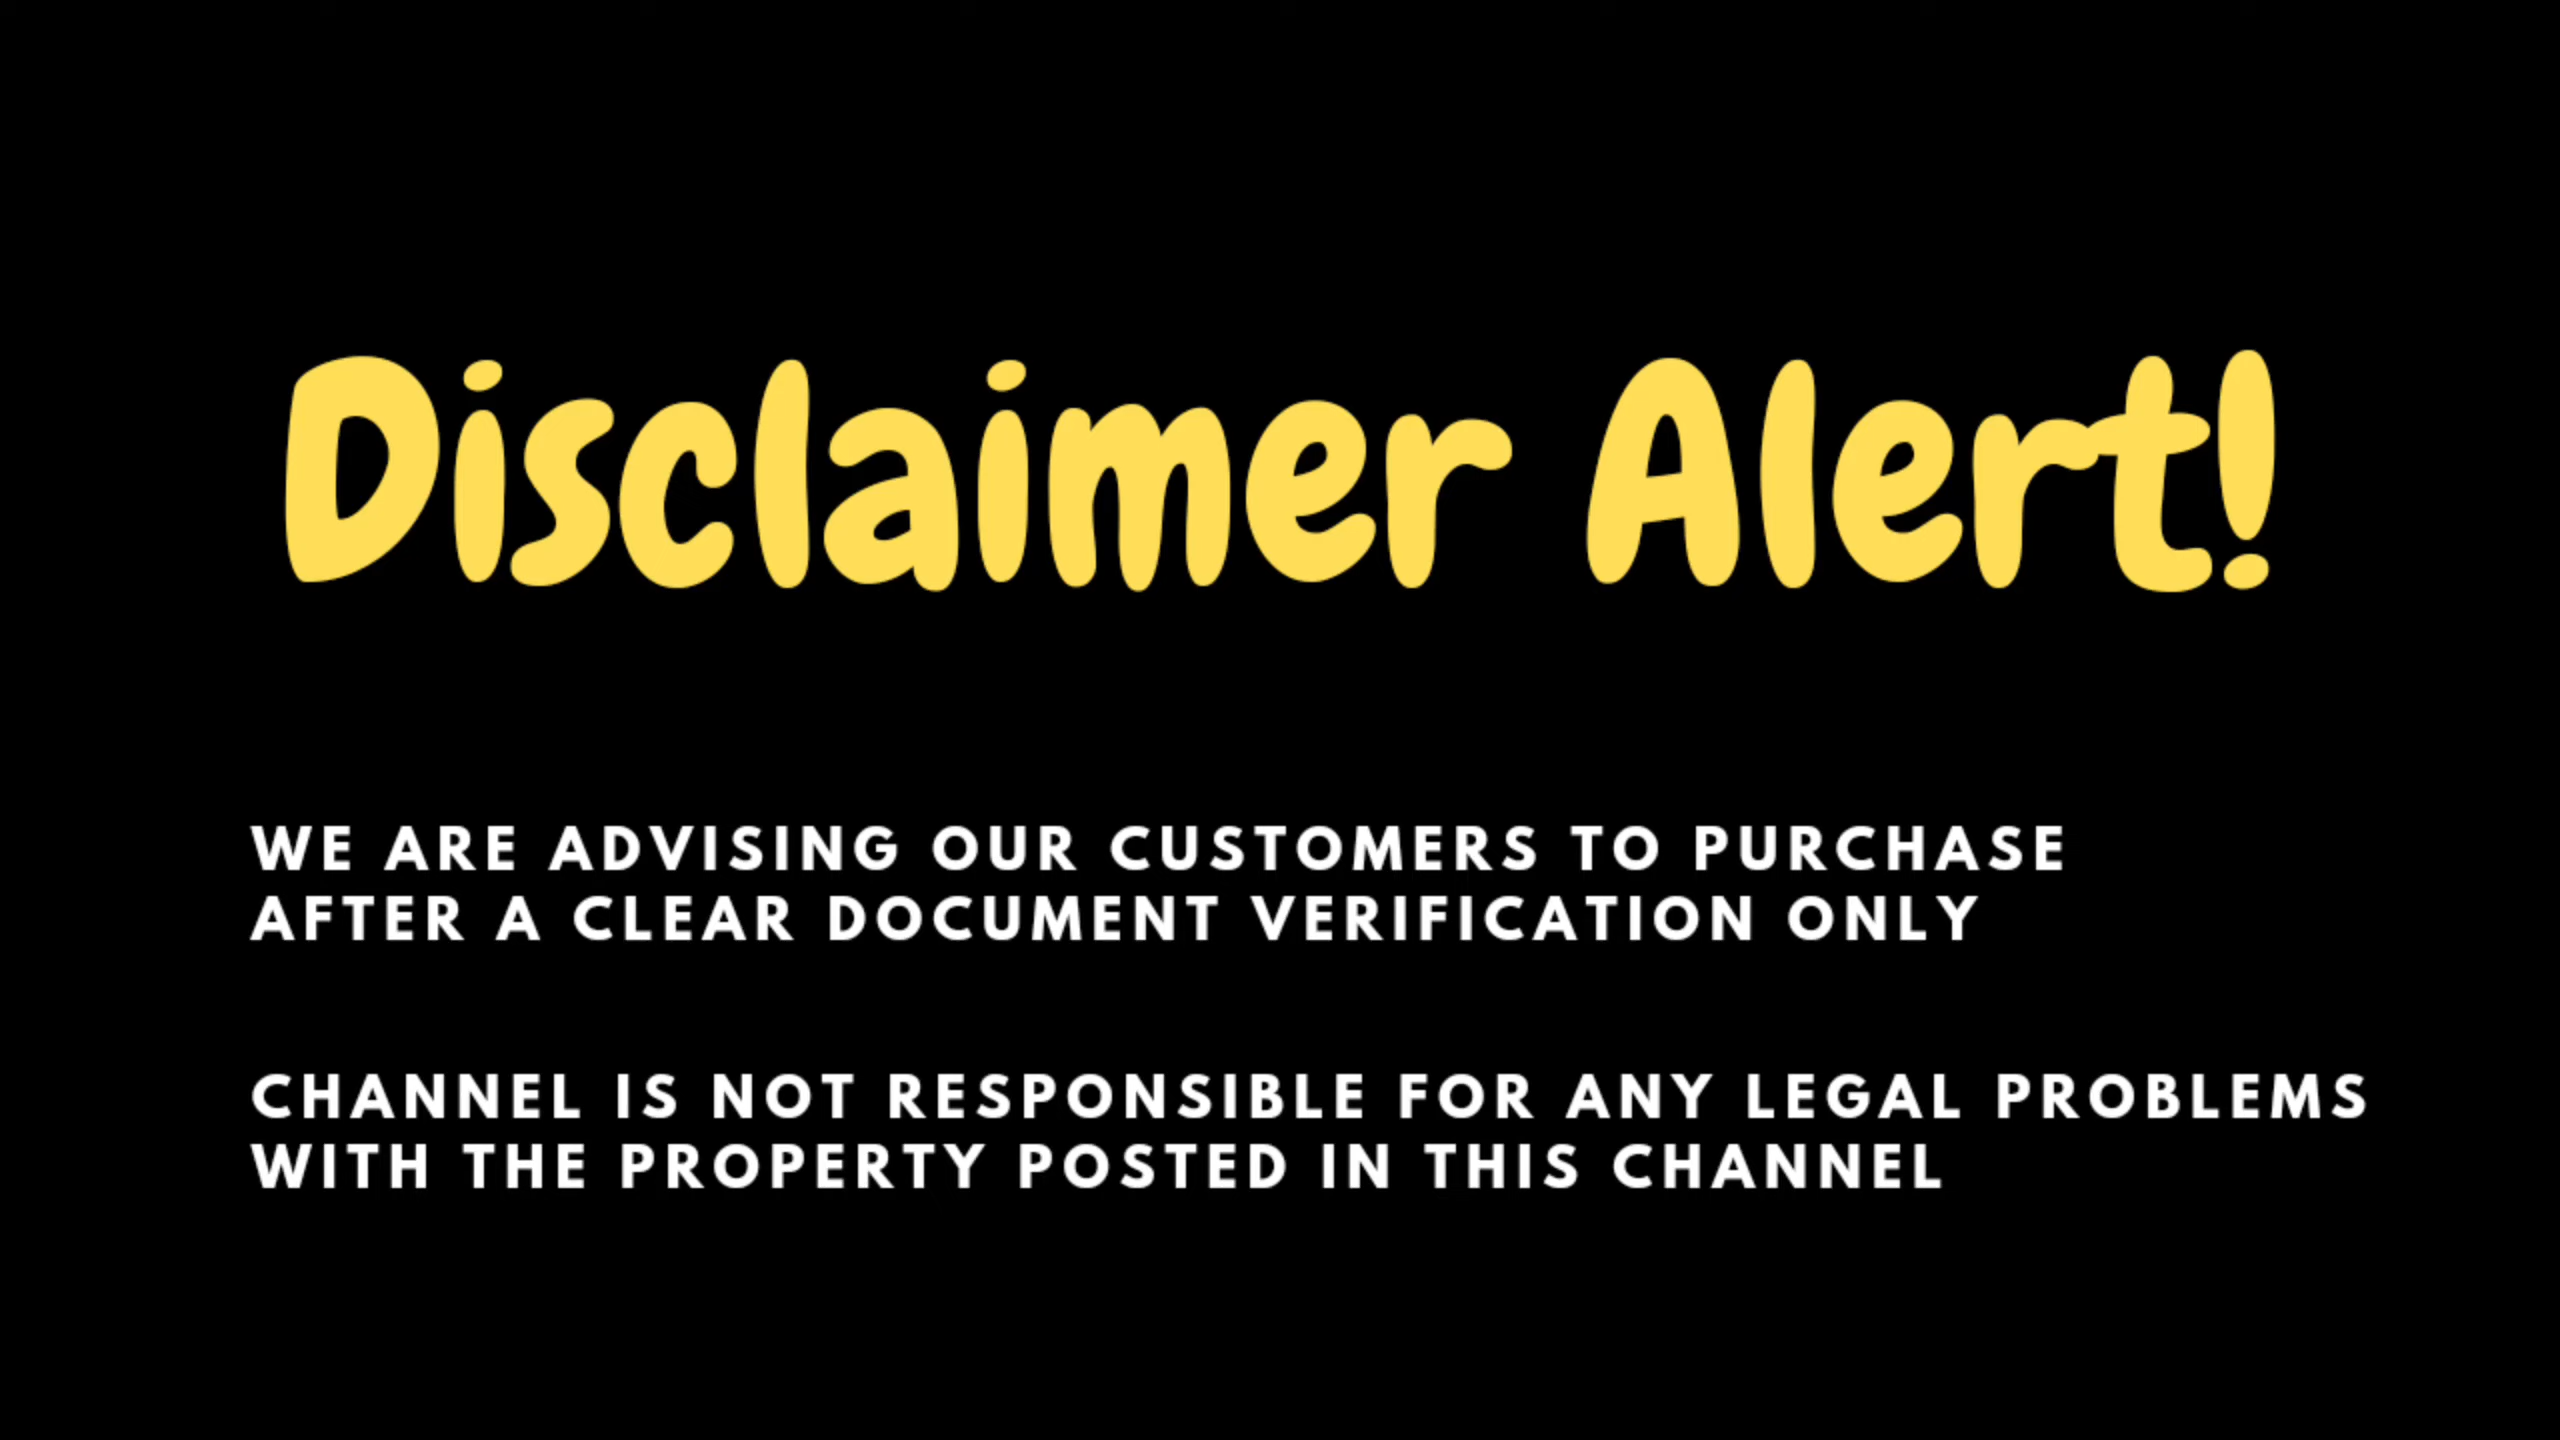 Disclaimer Alert!
WE ARE ADVISING OUR CUSTOMERS TO PURCHASE
AFTER A CLEAR DOCUMENT VERIFICATION ONLY
CHANNEL IS NOT RESPONSIBLE FOR ANY LEGAL PROBLEMS
WITH THE PROPERTY POSTED IN THIS CHANNEL